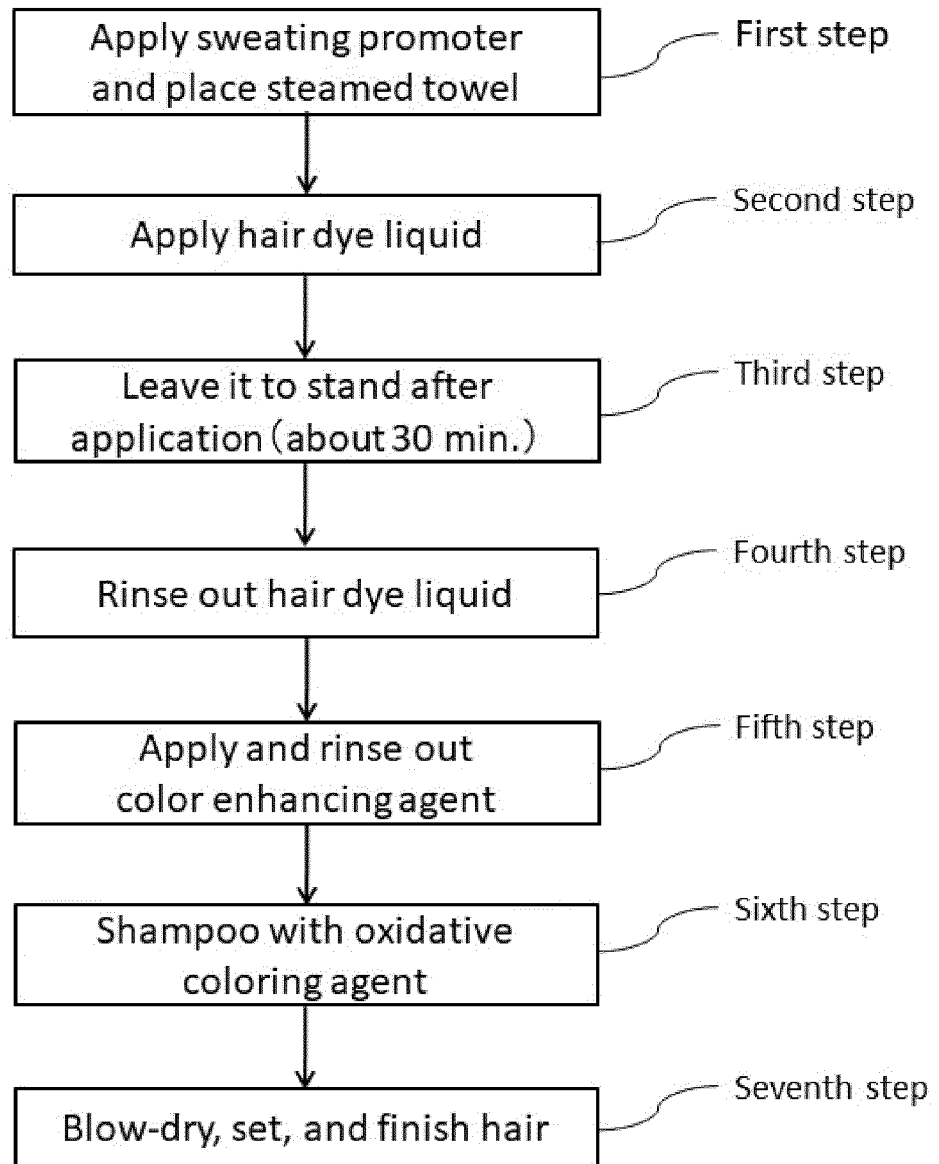 Apply sweating promoter
and place steamed towel
First step
Apply hair dye liquid
Second step
Leave it to stand after
application (about 30 min.)
Third step
Rinse out hair dye liquid
Fourth step
Apply and rinse out
color enhancing agent
Fifth step
Shampoo with oxidative
coloring agent
Sixth step
Blow-dry, set, and finish hair
Seventh step